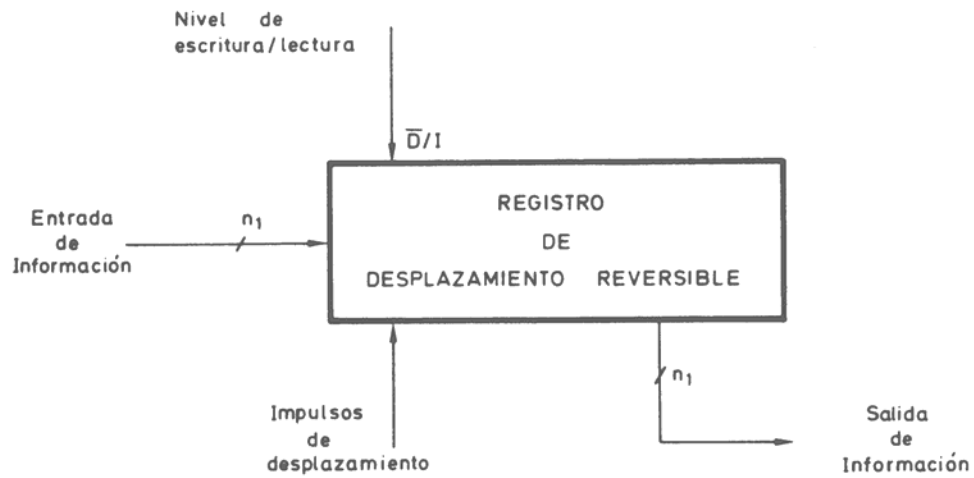 Nivel de
escritura/lectura
D̅/I
REGISTRO
DE
DESPLAZAMIENTO REVERSIBLE
Entrada
de
Información
n₁
n₁
Impulsos
de
desplazamiento
Salida
de
Información